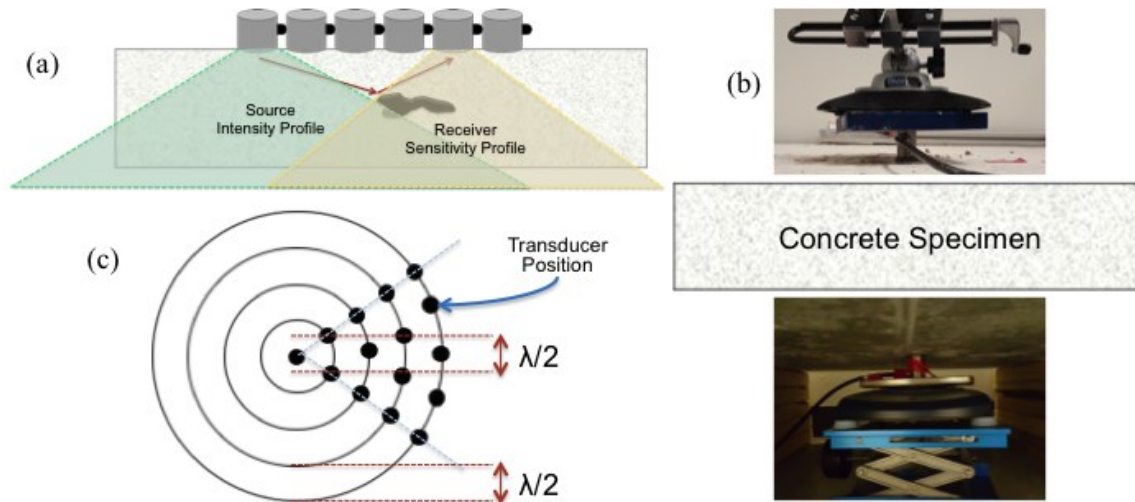 (a)
Source
Intensity Profile
Receiver
Sensitivity Profile
(b)
Concrete Specimen
(c)
Transducer
Position
λ/2
λ/2